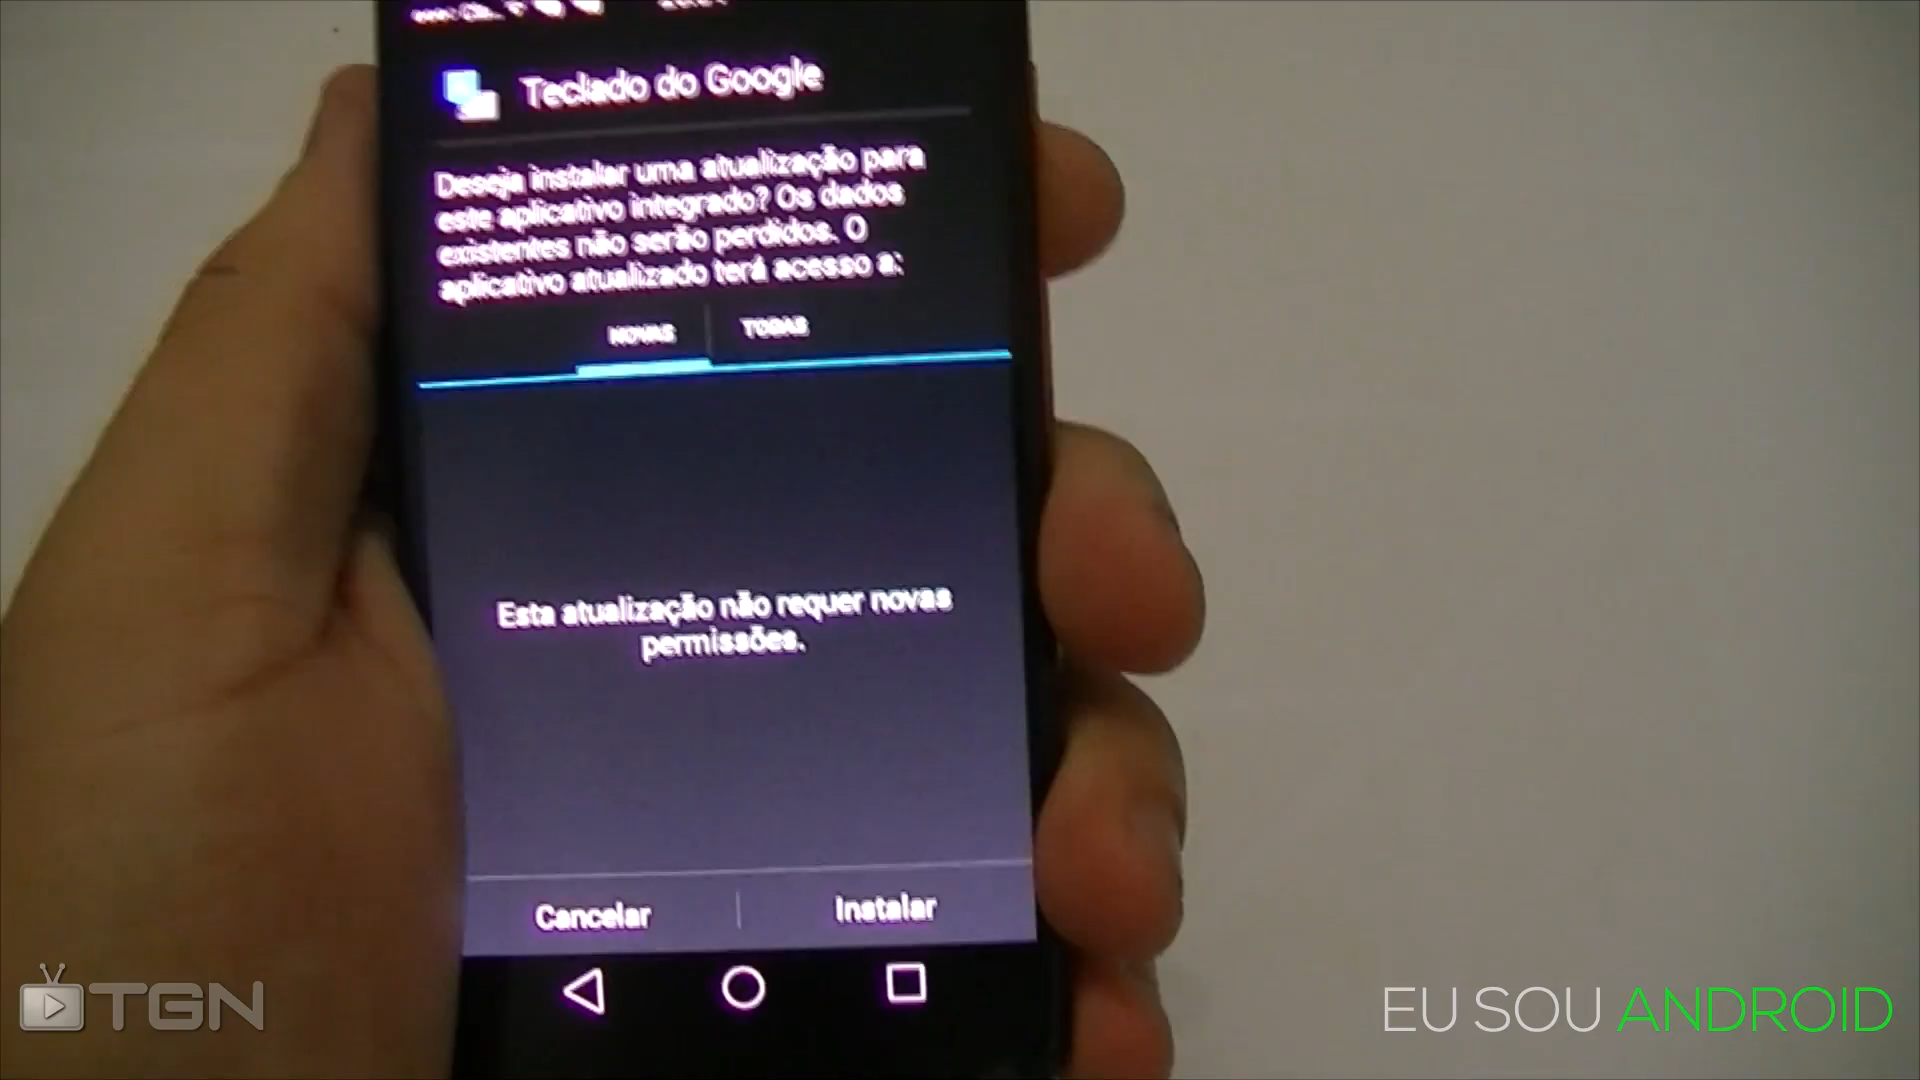 Teclado do Google
Deseja instalar uma atualização para
este aplicativo integrado? Os dados
existentes não serão perdidos. O
aplicativo atualizado terá acesso a:
NOVAS
TODAS
Esta atualização não requer novas
permissões.
Cancelar
Instalar
TGN
EU SOU ANDROID